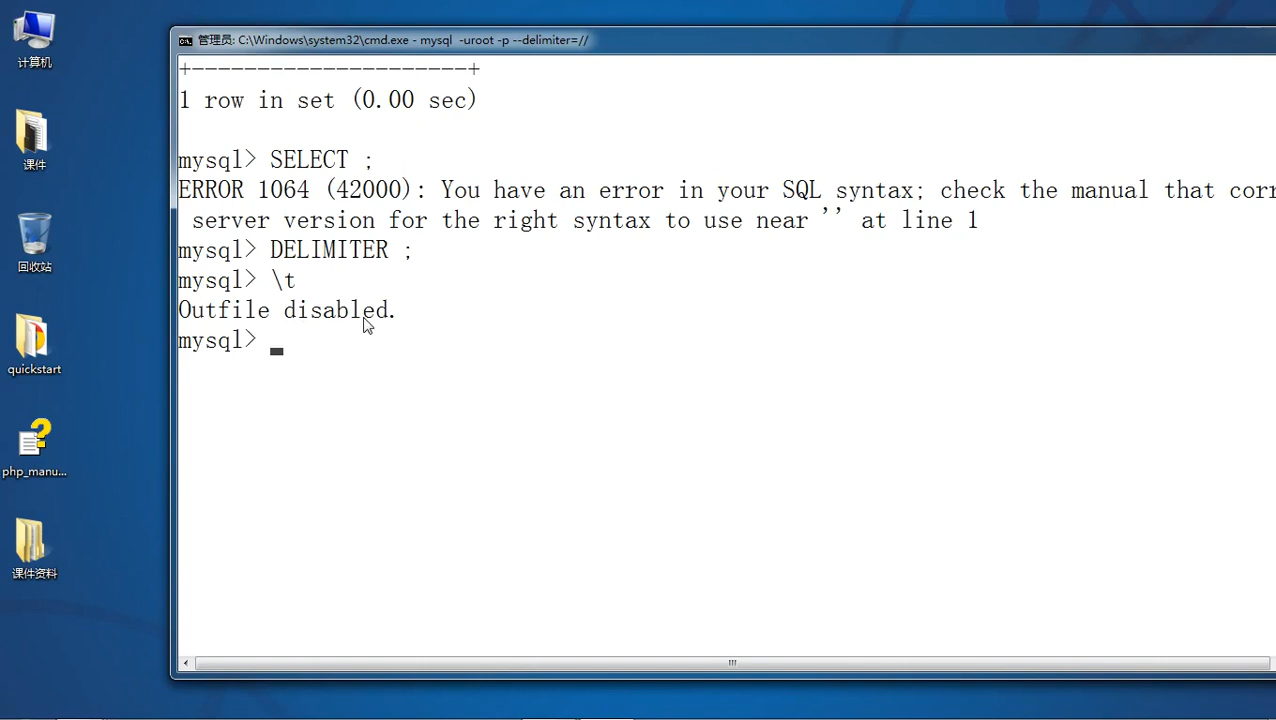 管理员: C:\Windows\system32\cmd.exe - mysql  -uroot -p --delimiter=//
计算机
课件
回收站
quickstart
php_manu...
课件资料
+---------------------+
1 row in set (0.00 sec)
mysql> SELECT ;
ERROR 1064 (42000): You have an error in your SQL syntax; check the manual that corr
server version for the right syntax to use near '' at line 1
mysql> DELIMITER ;
mysql> \t
Outfile disabled.
mysql>